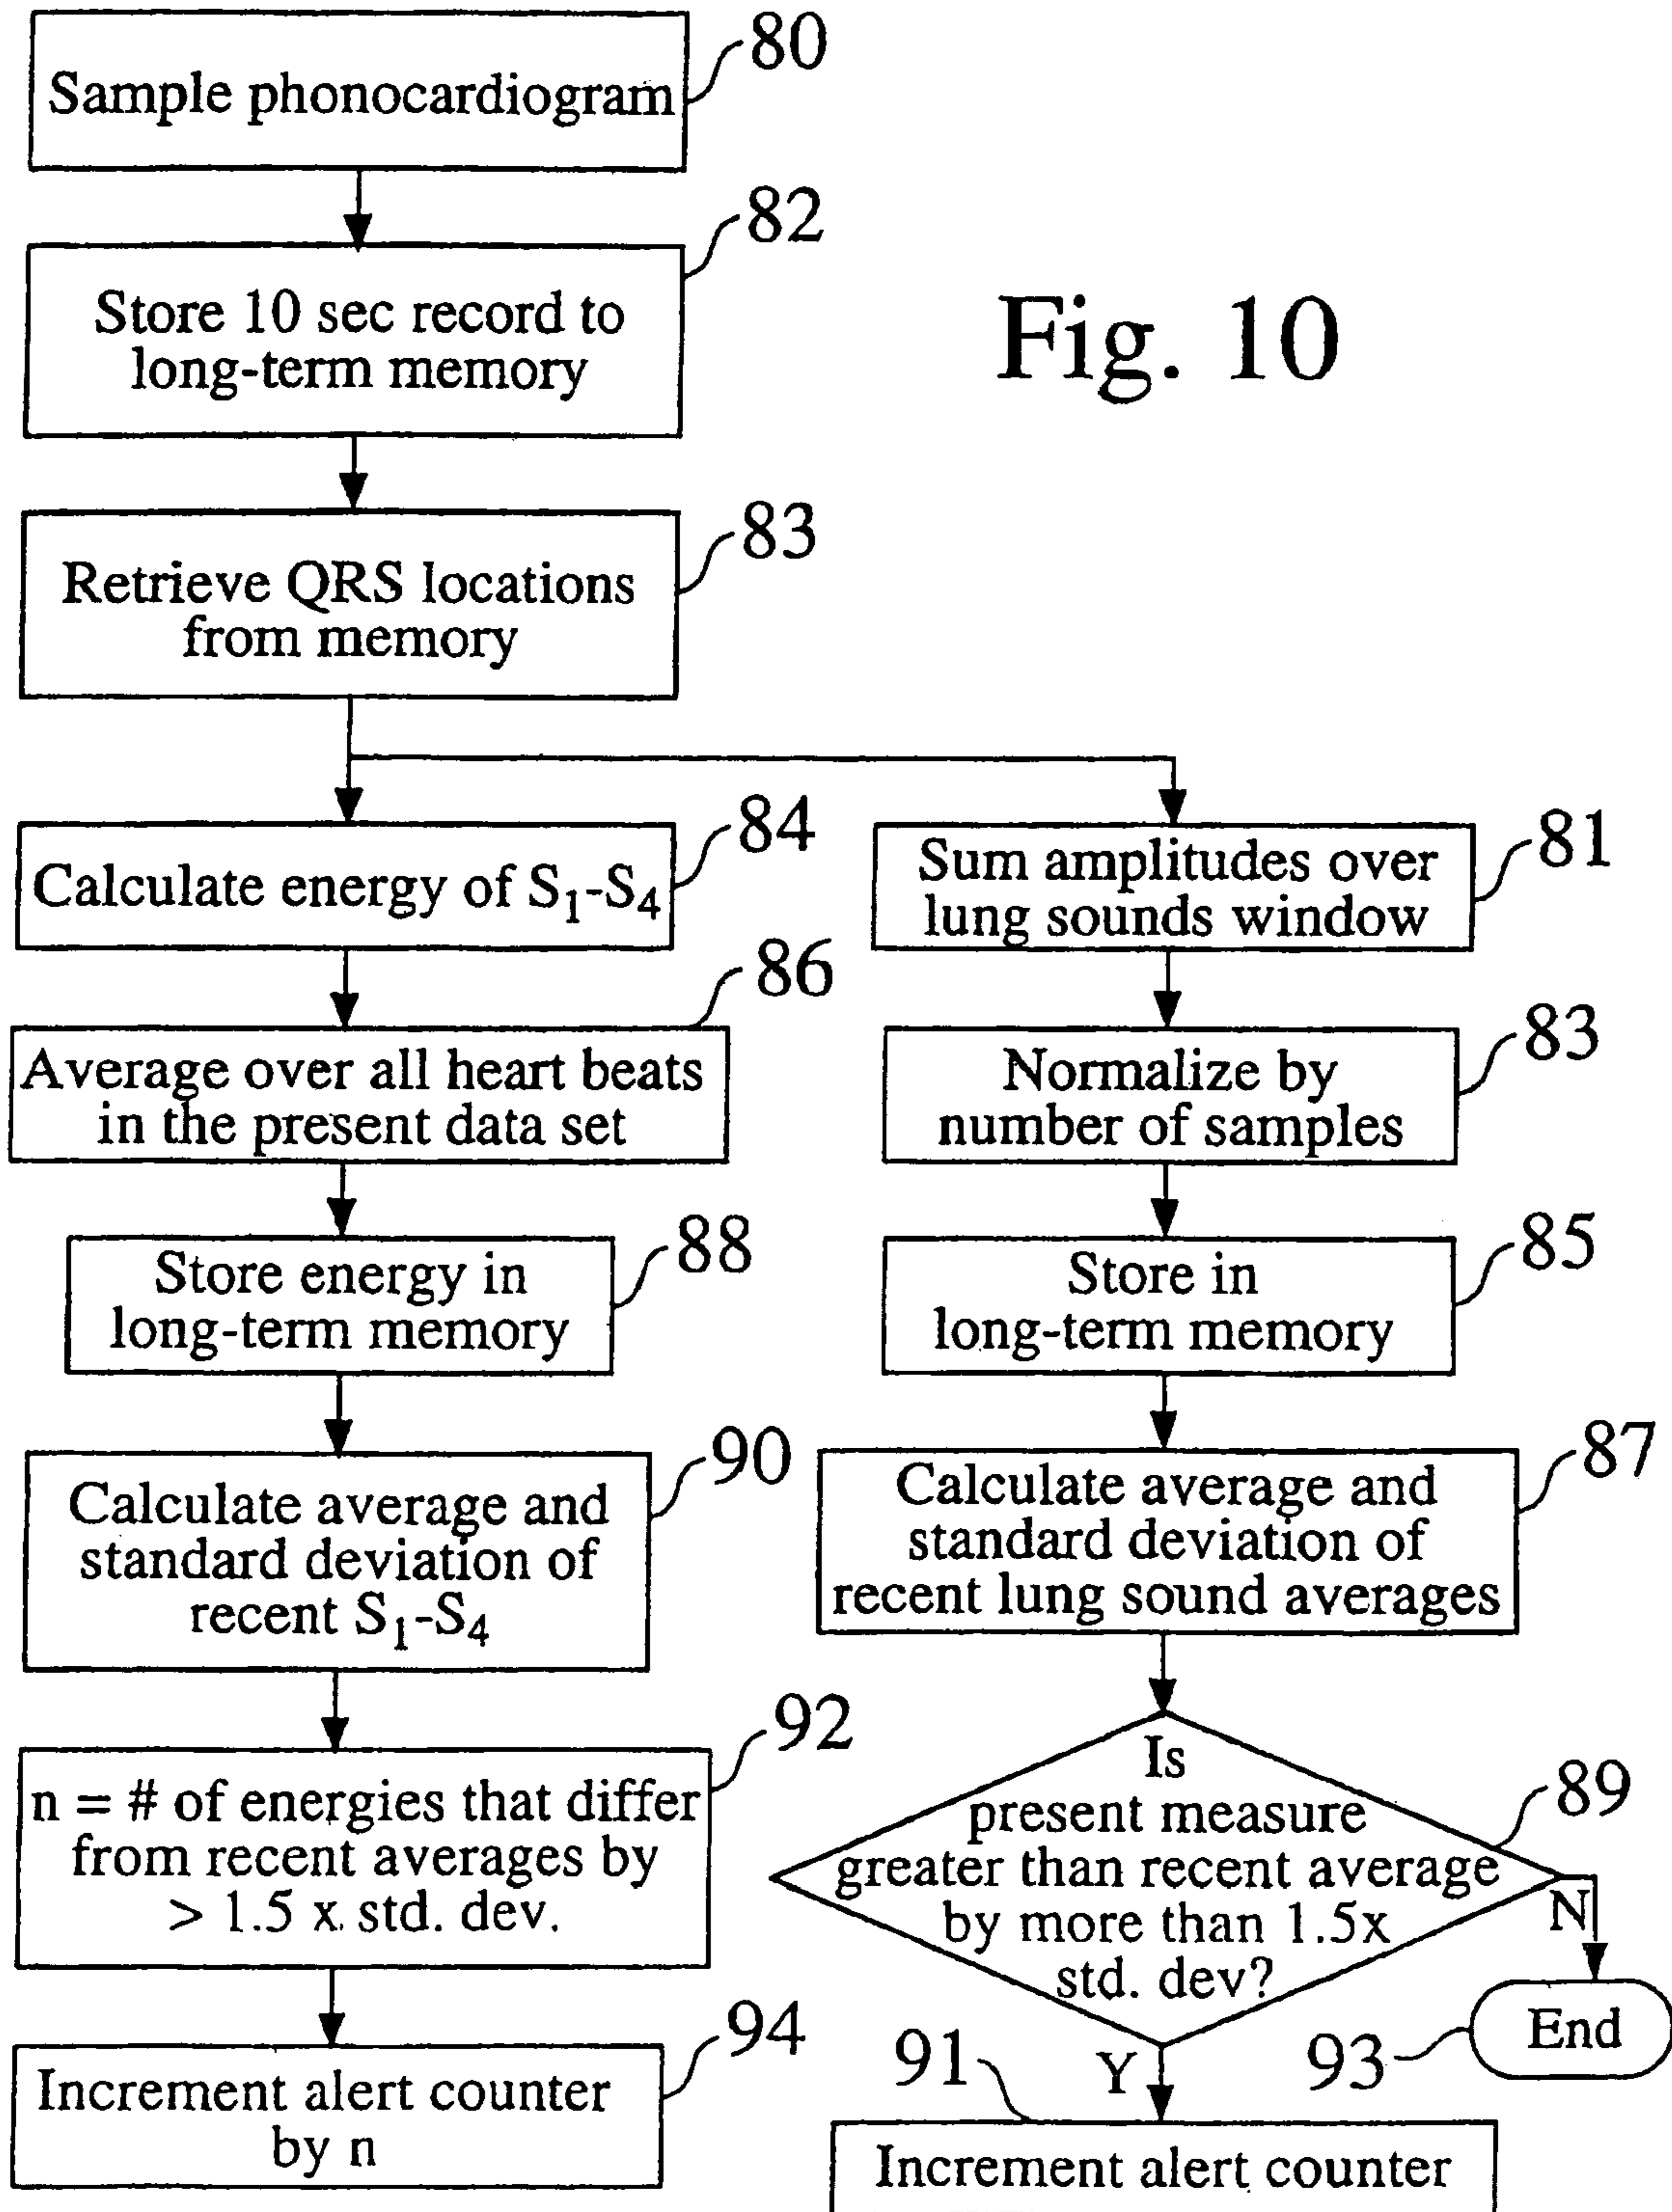 80
Sample phonocardiogram
82
Store 10 sec record to
long-term memory
Fig. 10
83
Retrieve QRS locations
from memory
84
Calculate energy of S1-S4
86
Average over all heart beats
in the present data set
88
Store energy in
long-term memory
90
Calculate average and
standard deviation of
recent S1-S4
92
n = # of energies that differ
from recent averages by
> 1.5 x std. dev.
94
Increment alert counter
by n
81
Sum amplitudes over
lung sounds window
83
Normalize by
number of samples
85
Store in
long-term memory
87
Calculate average and
standard deviation of
recent lung sound averages
89
Is
present measure
greater than recent average
by more than 1.5x
std. dev?
N
End
93
Y
91
Increment alert counter